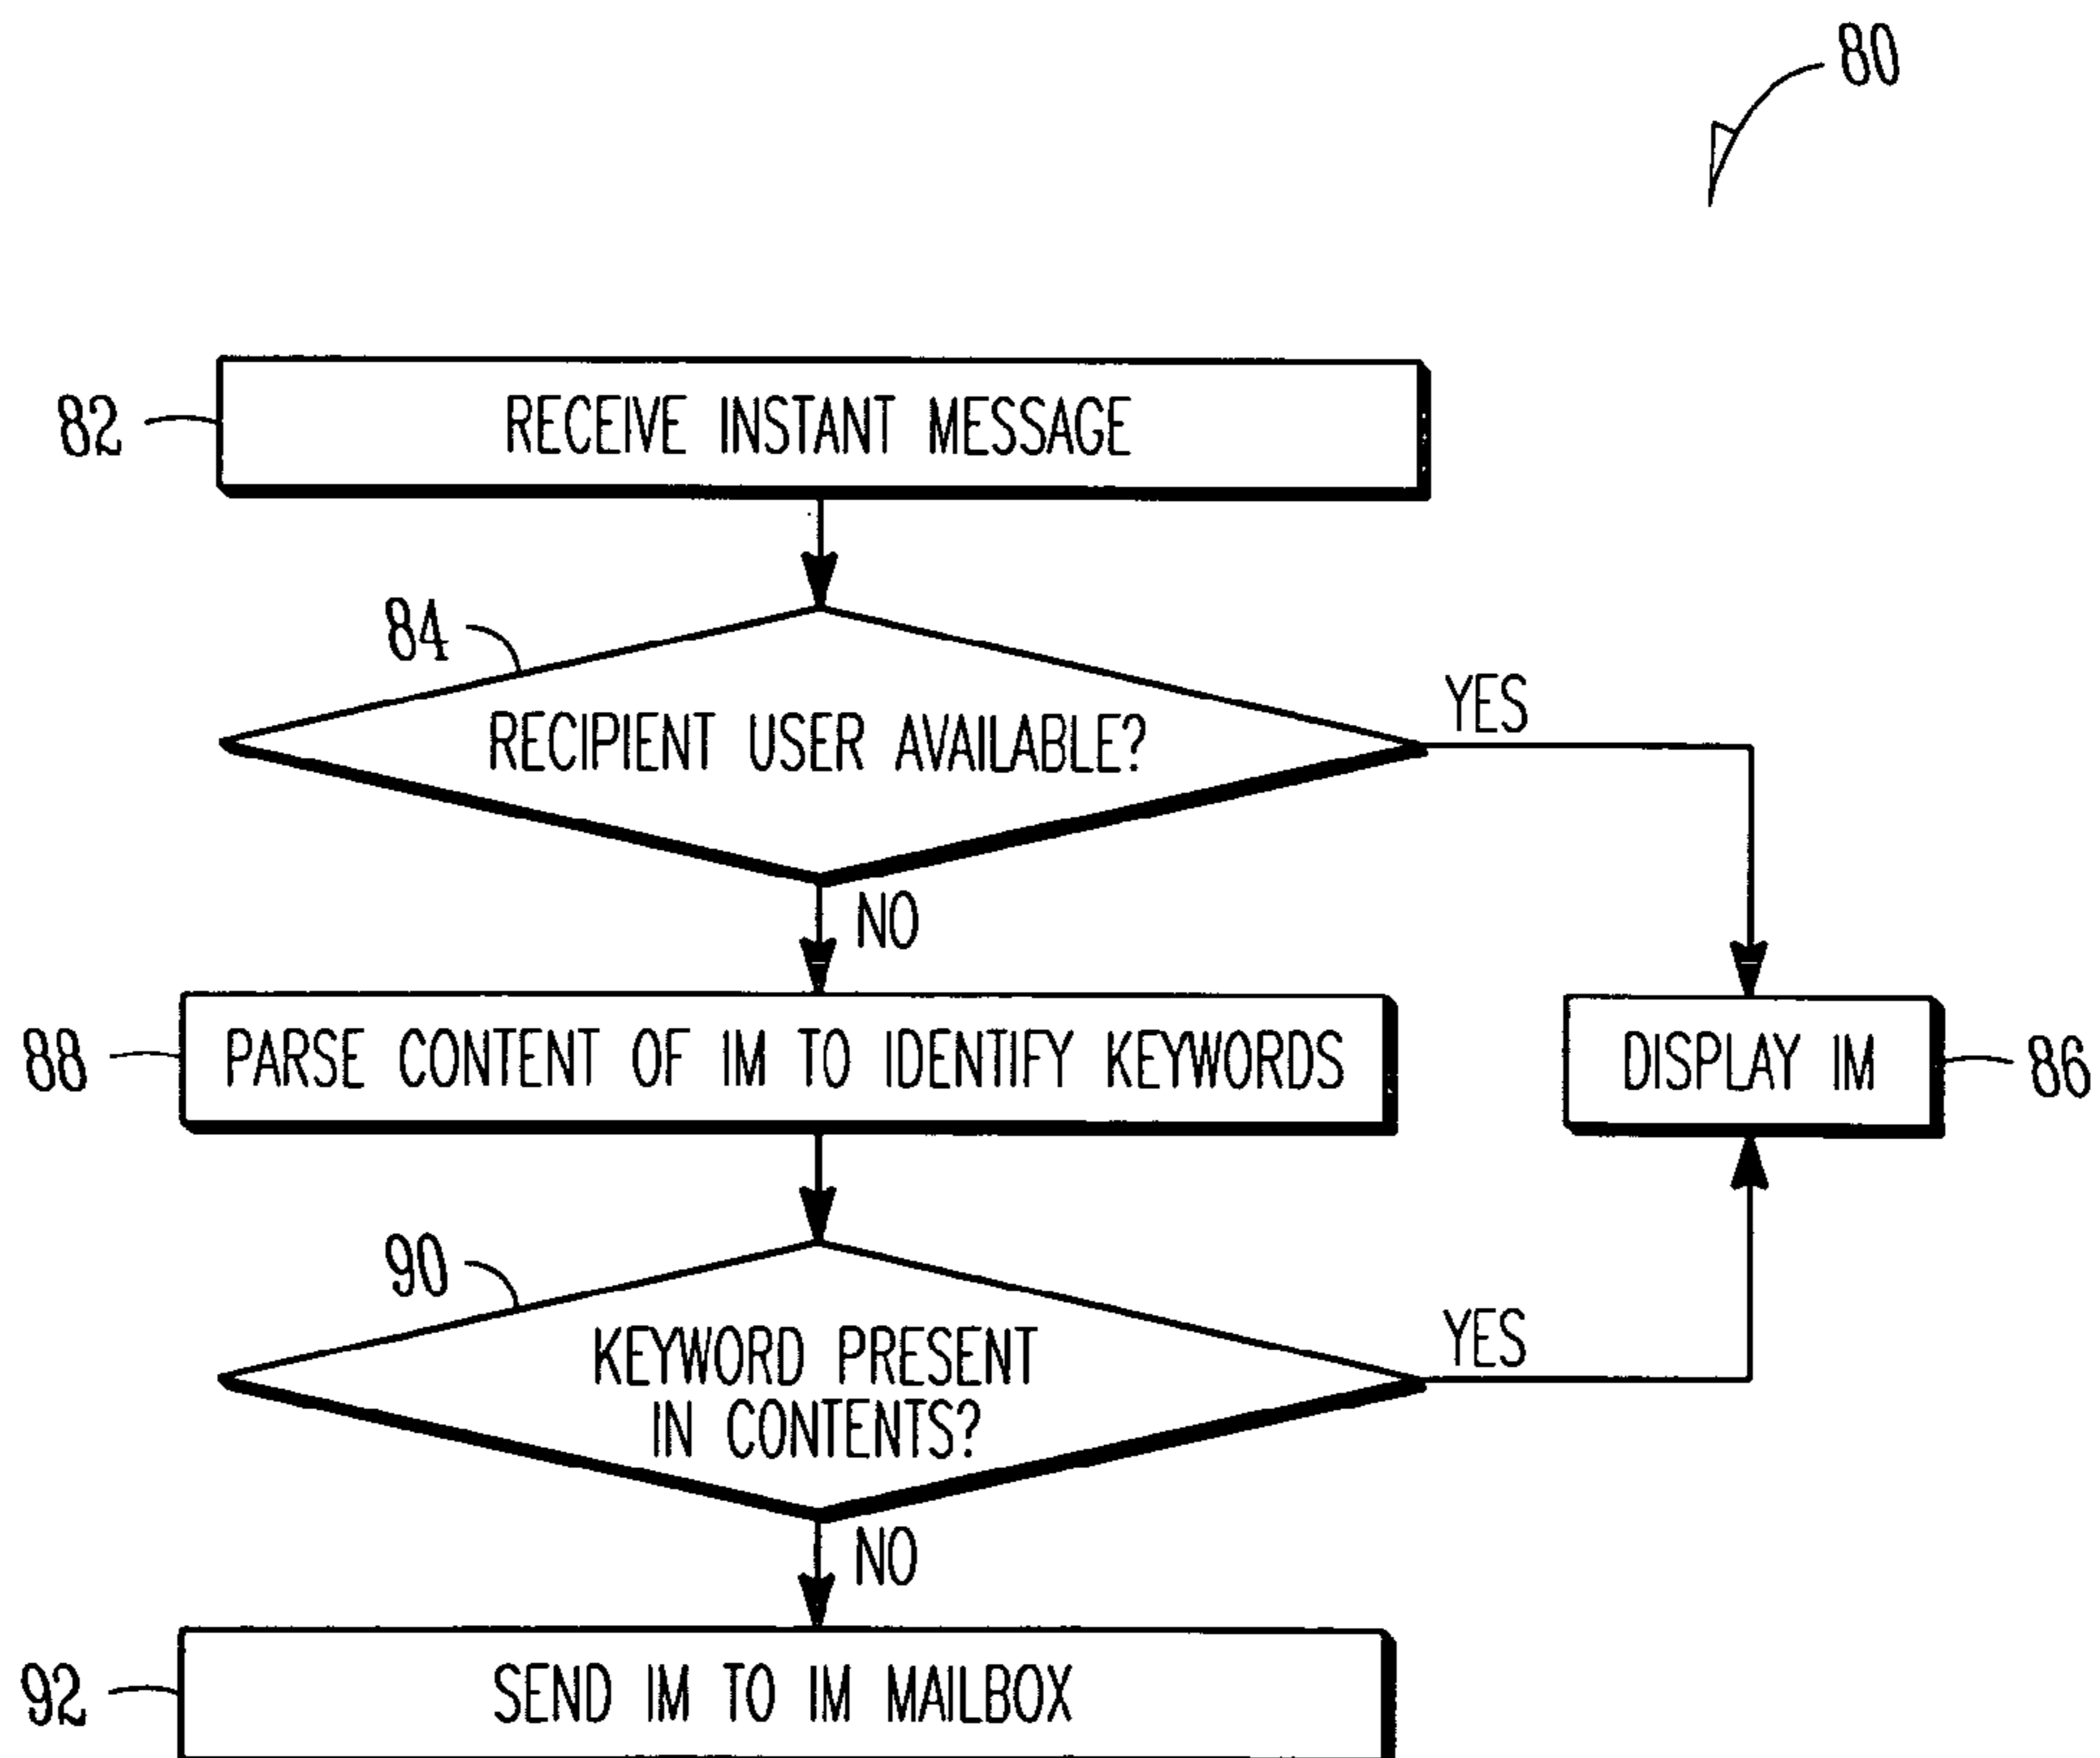 80
82
RECEIVE INSTANT MESSAGE
84
RECIPIENT USER AVAILABLE?
YES
NO
88
PARSE CONTENT OF IM TO IDENTIFY KEYWORDS
DISPLAY IM
86
90
KEYWORD PRESENT
IN CONTENTS?
YES
NO
92
SEND IM TO IM MAILBOX